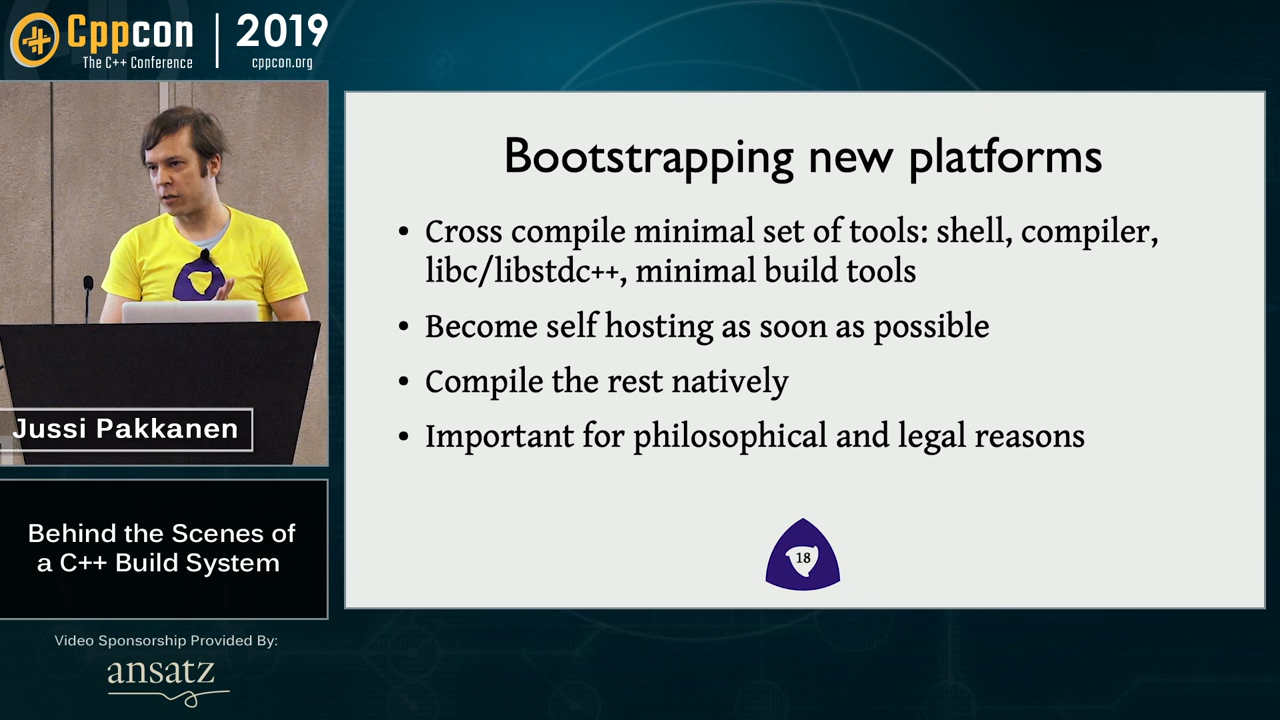 Cppcon
The C++ Conference
2019
cppcon.org
Bootstrapping new platforms
• Cross compile minimal set of tools: shell, compiler,
libc/libstdc++, minimal build tools
• Become self hosting as soon as possible
• Compile the rest natively
• Important for philosophical and legal reasons
18
Jussi Pakkanen
Behind the Scenes of
a C++ Build System
Video Sponsorship Provided By:
ansatz